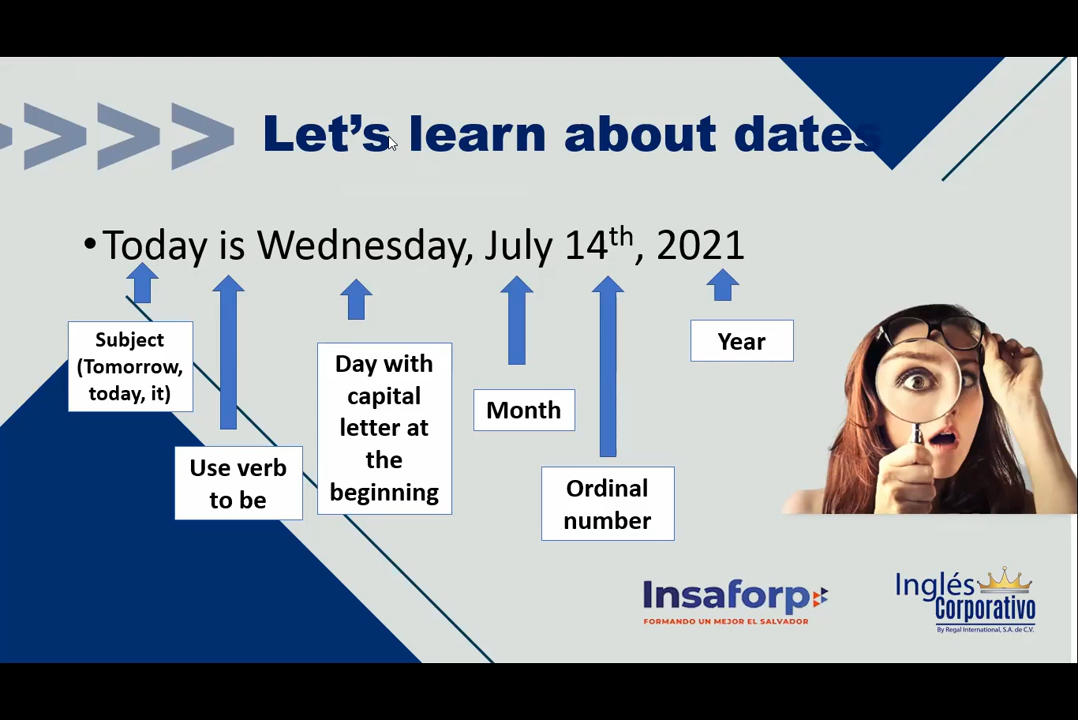 Let's learn about dates
•Today is Wednesday, July 14th, 2021
Subject
(Tomorrow,
today, it)
Use verb
to be
Day with
capital
letter at
the
beginning
Month
Ordinal
number
Year
Insaforp
FORMANDO UN MEJOR EL SALVADOR
Inglés
Corporativo
By Regal International, S.A. de C.V.